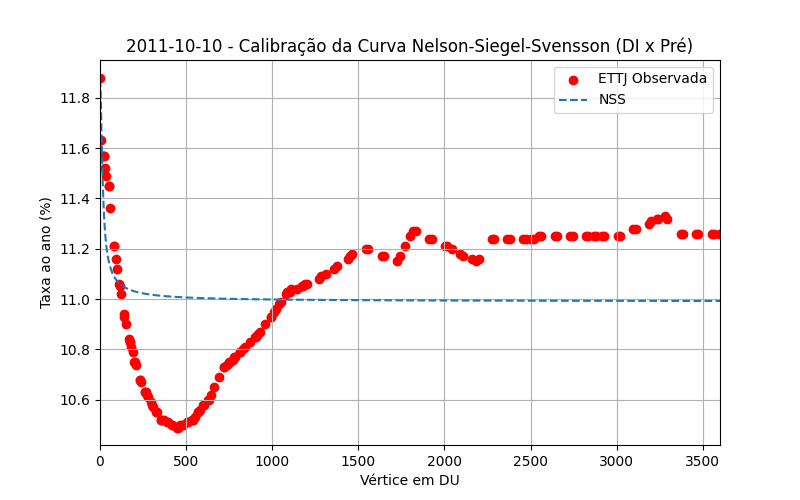 2011-10-10 - Calibração da Curva Nelson-Siegel-Svensson (DI x Pré)
ETTJ Observada
NSS
Taxa ao ano (%)
11.8
11.6
11.4
11.2
11.0
10.8
10.6
0 500 1000 1500 2000 2500 3000 3500
Vértice em DU